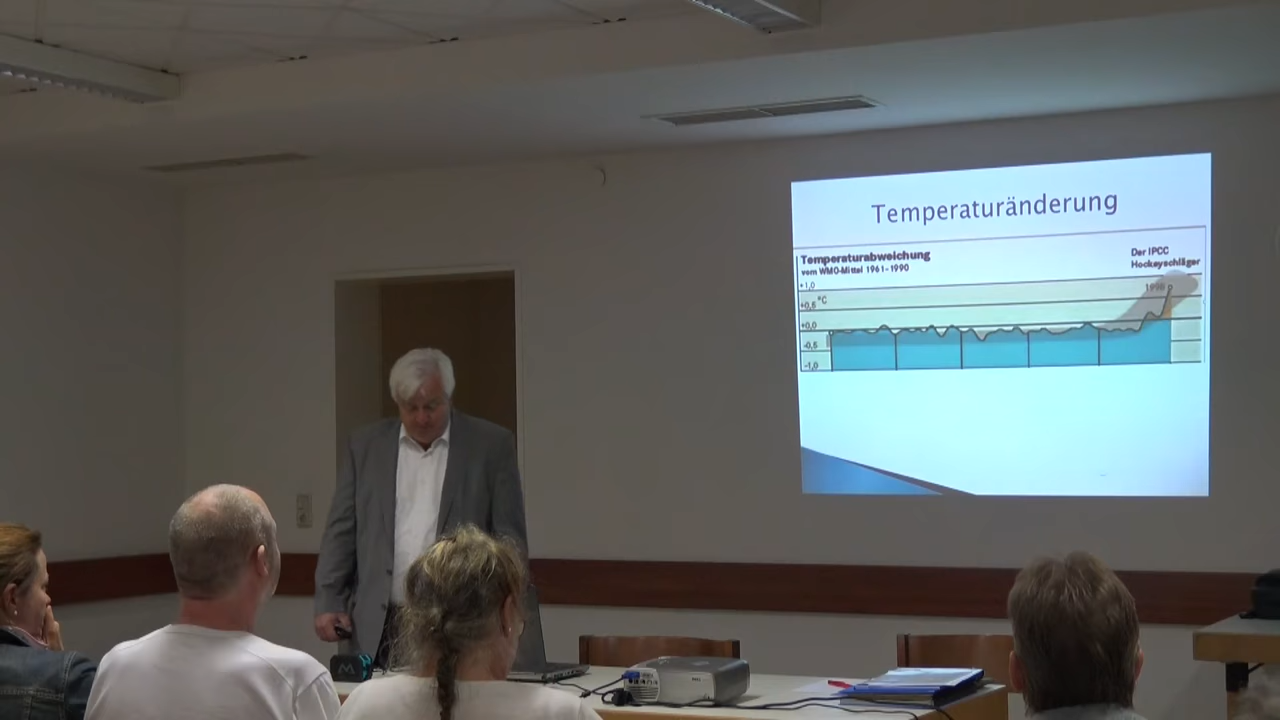 Temperaturänderung
Temperaturabweichung
vom WMO-Mittel 1961-1990
Der IPCC
Hockeyschläger
+1,0
1998
+0,5 °C
+0,0
-0,5
-1,0